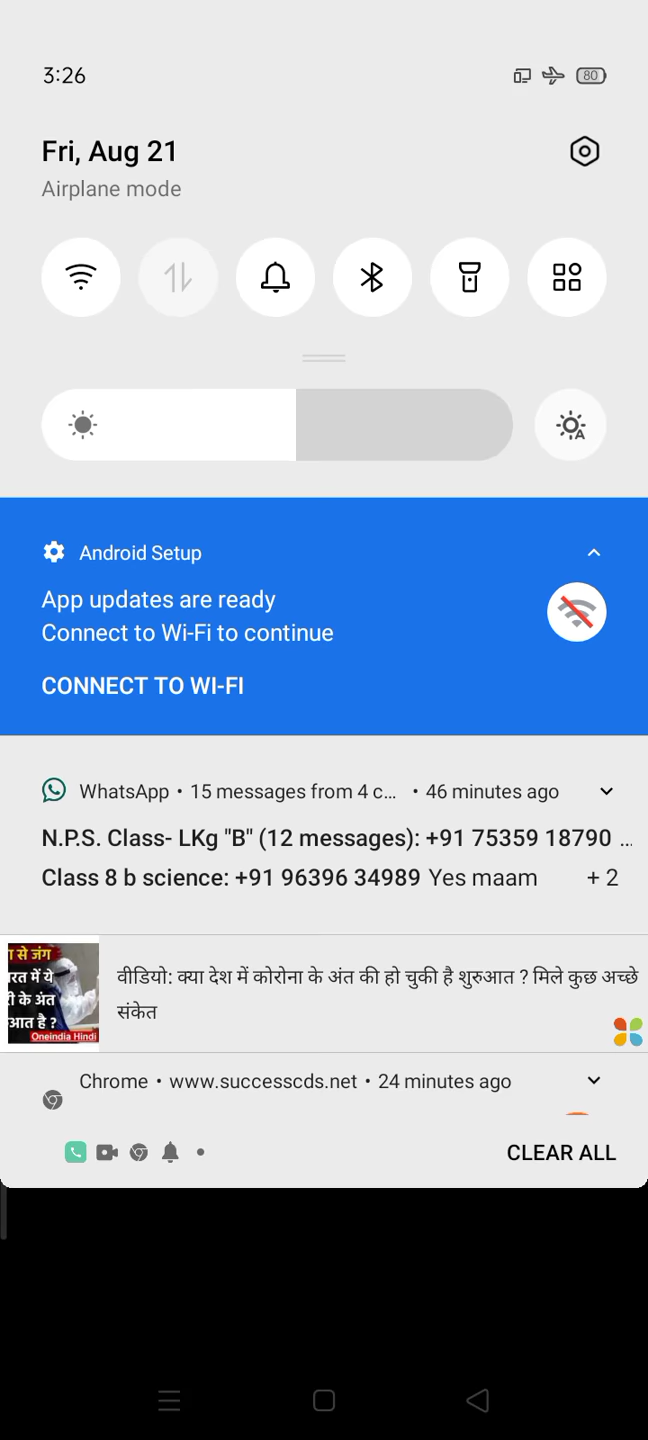 3:26
80
Fri, Aug 21
Airplane mode
A
Android Setup
App updates are ready
Connect to Wi-Fi to continue
CONNECT TO WI-FI
WhatsApp • 15 messages from 4 c... • 46 minutes ago
N.P.S. Class- LKg "B" (12 messages): +91 75359 18790 ...
Class 8 b science: +91 96396 34989 Yes maam + 2
से जंग
रत में ये
के अंत
आत है ?
Oneindia Hindi
वीडियो: क्या देश में कोरोना के अंत की हो चुकी है शुरुआत ? मिले कुछ अच्छे
संकेत
Chrome • www.successcds.net • 24 minutes ago
CLEAR ALL